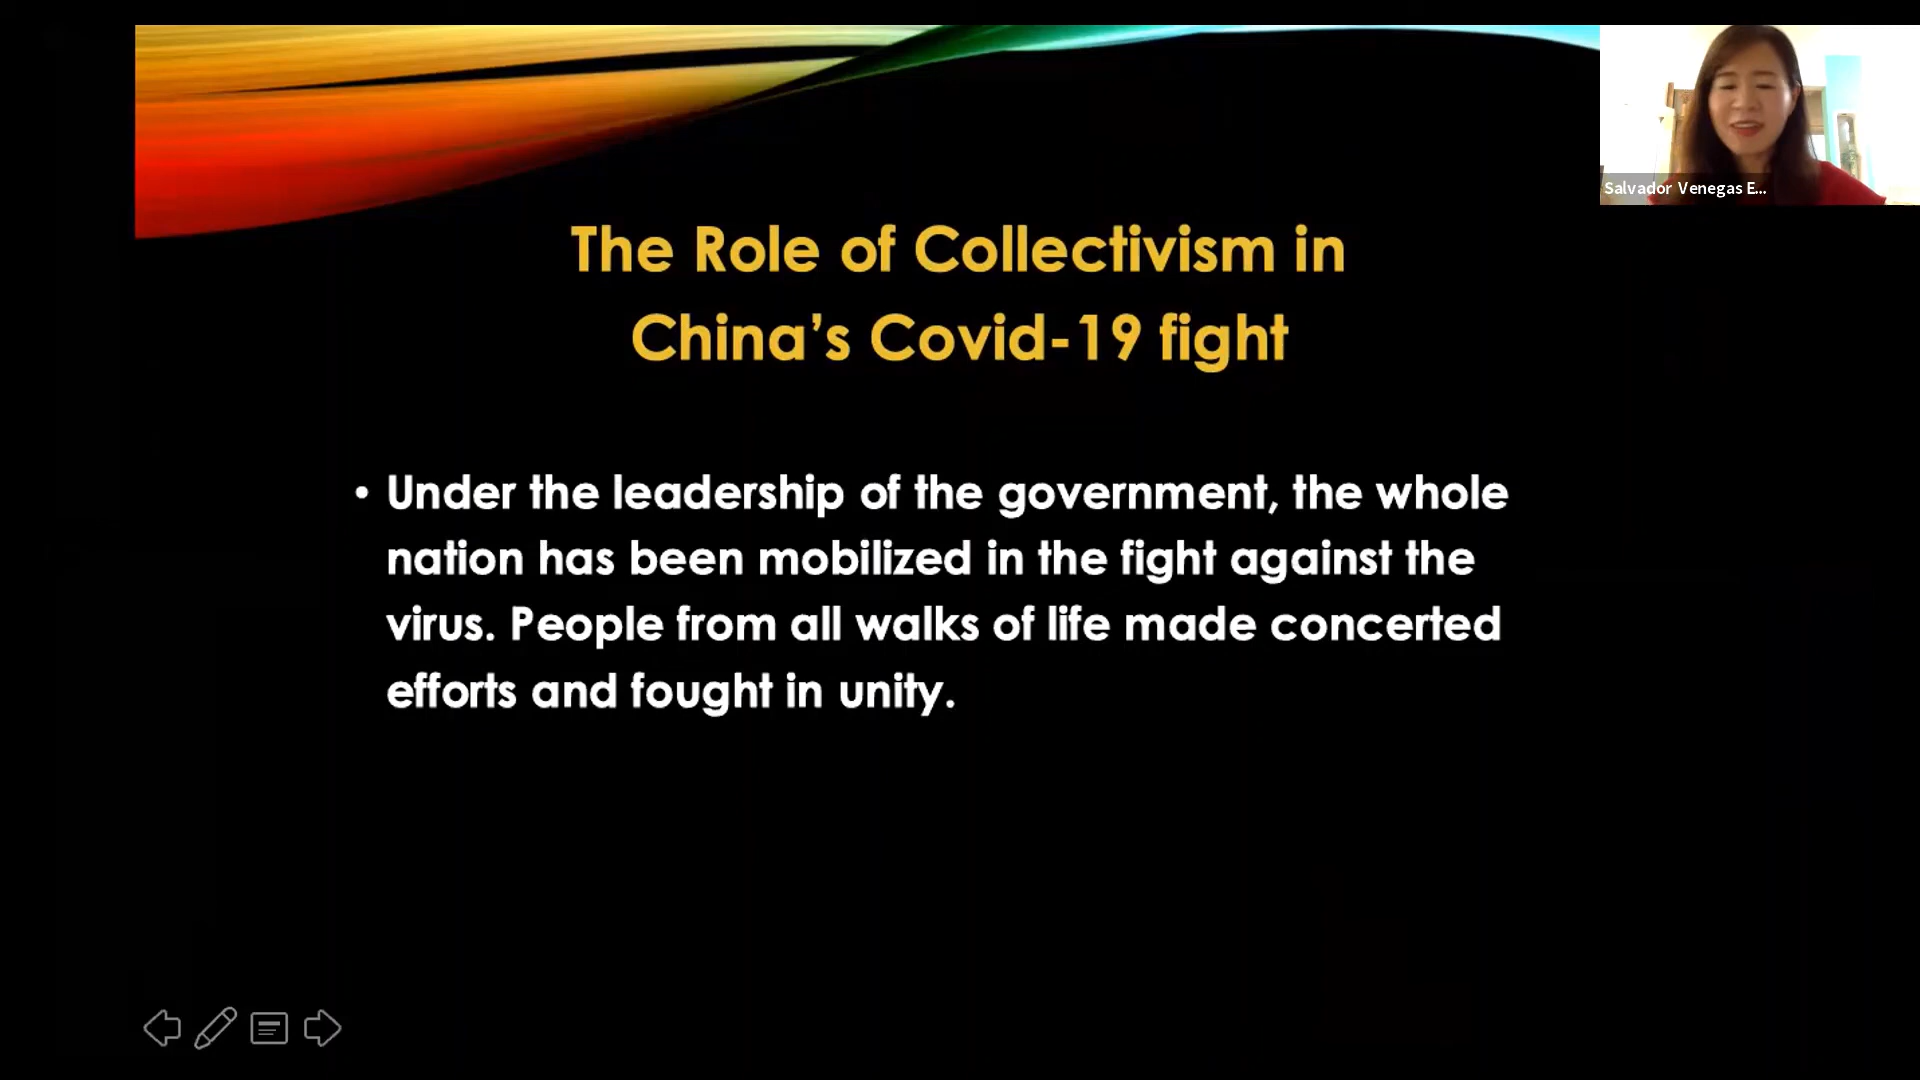 Salvador Venegas E...
The Role of Collectivism in
China’s Covid-19 fight
• Under the leadership of the government, the whole
nation has been mobilized in the fight against the
virus. People from all walks of life made concerted
efforts and fought in unity.